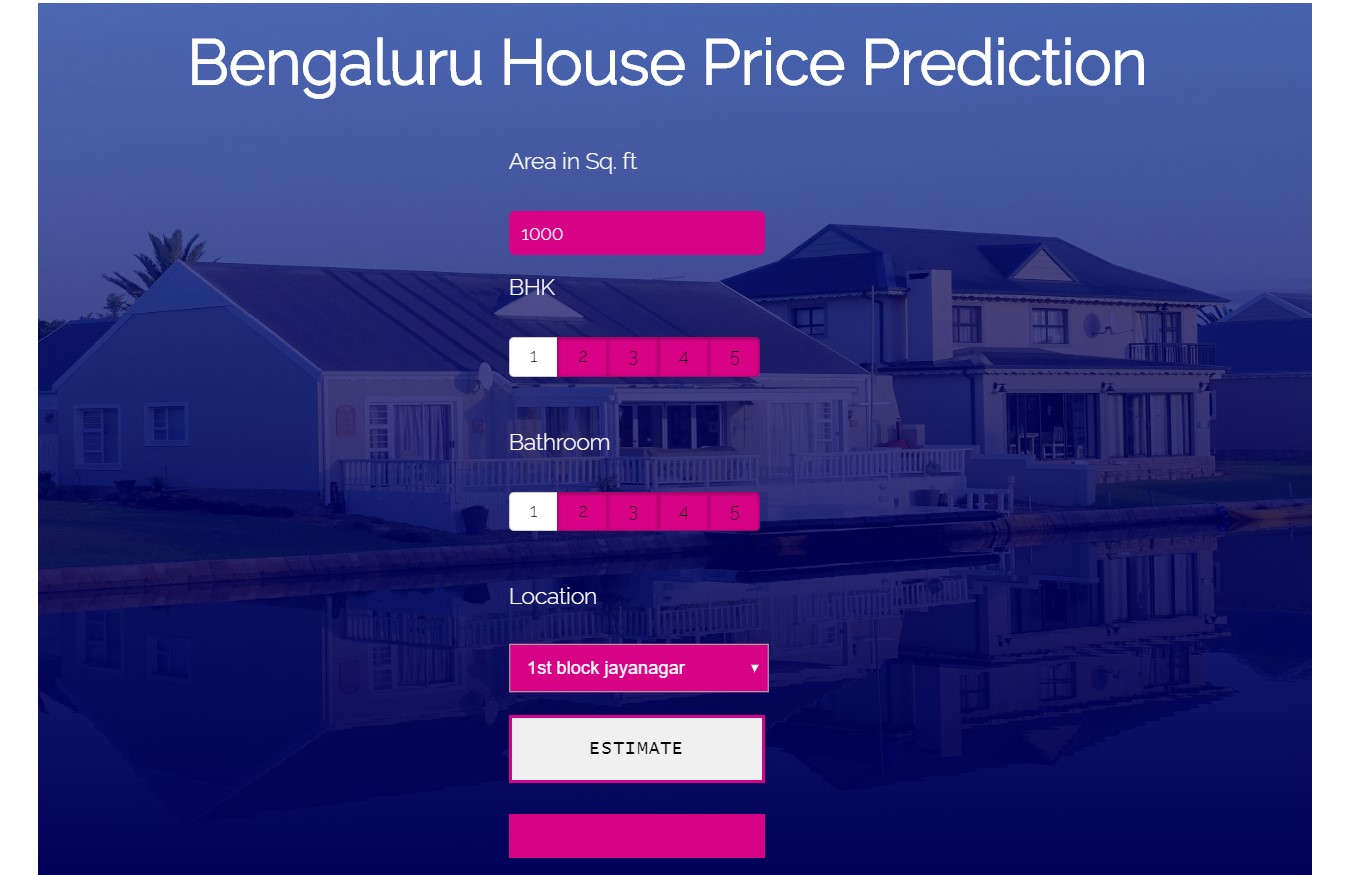 Bengaluru House Price Prediction
Area in Sq. ft
1000
BHK
1 2 3 4 5
Bathroom
1 2 3 4 5
Location
1st block jayanagar
ESTIMATE